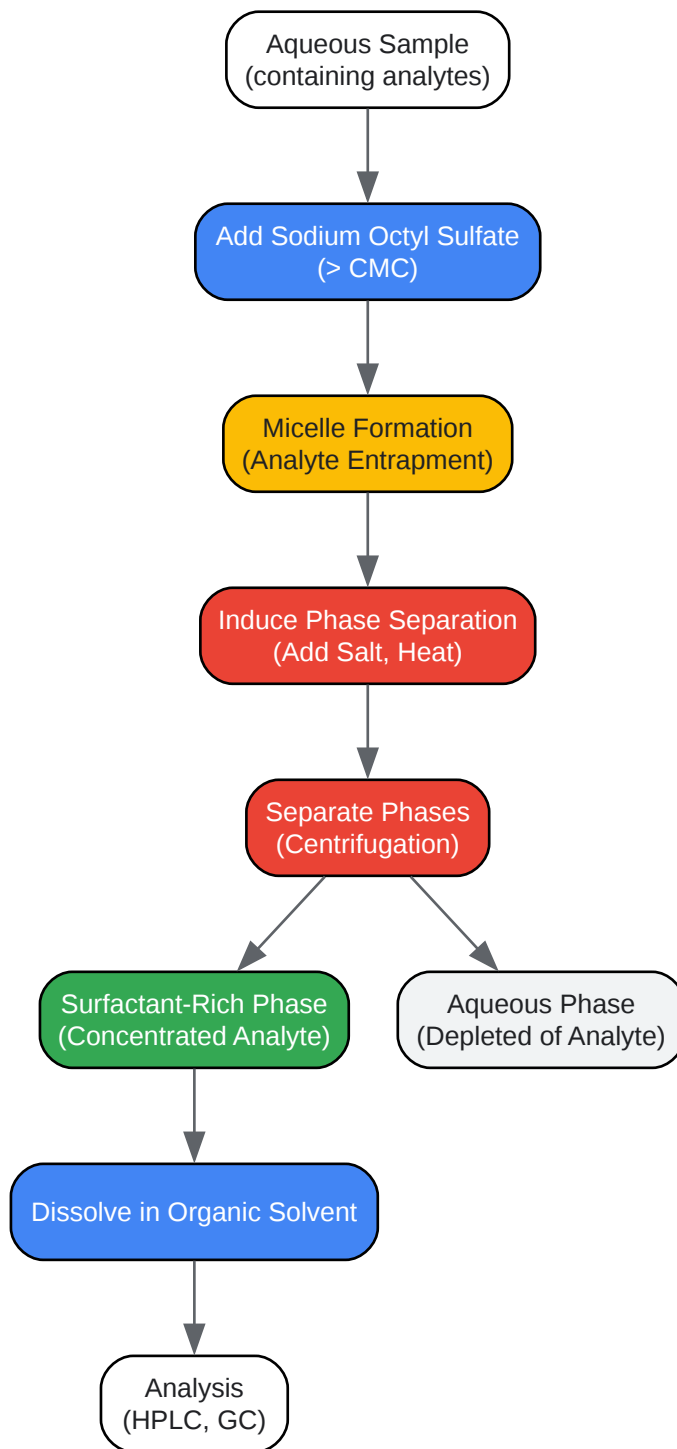 Aqueous Sample
(containing analytes)
Add Sodium Octyl Sulfate
(> CMC)
Micelle Formation
(Analyte Entrapment)
Induce Phase Separation
(Add Salt, Heat)
Separate Phases
(Centrifugation)
Surfactant-Rich Phase
(Concentrated Analyte)
Aqueous Phase
(Depleted of Analyte)
Dissolve in Organic Solvent
Analysis
(HPLC, GC)